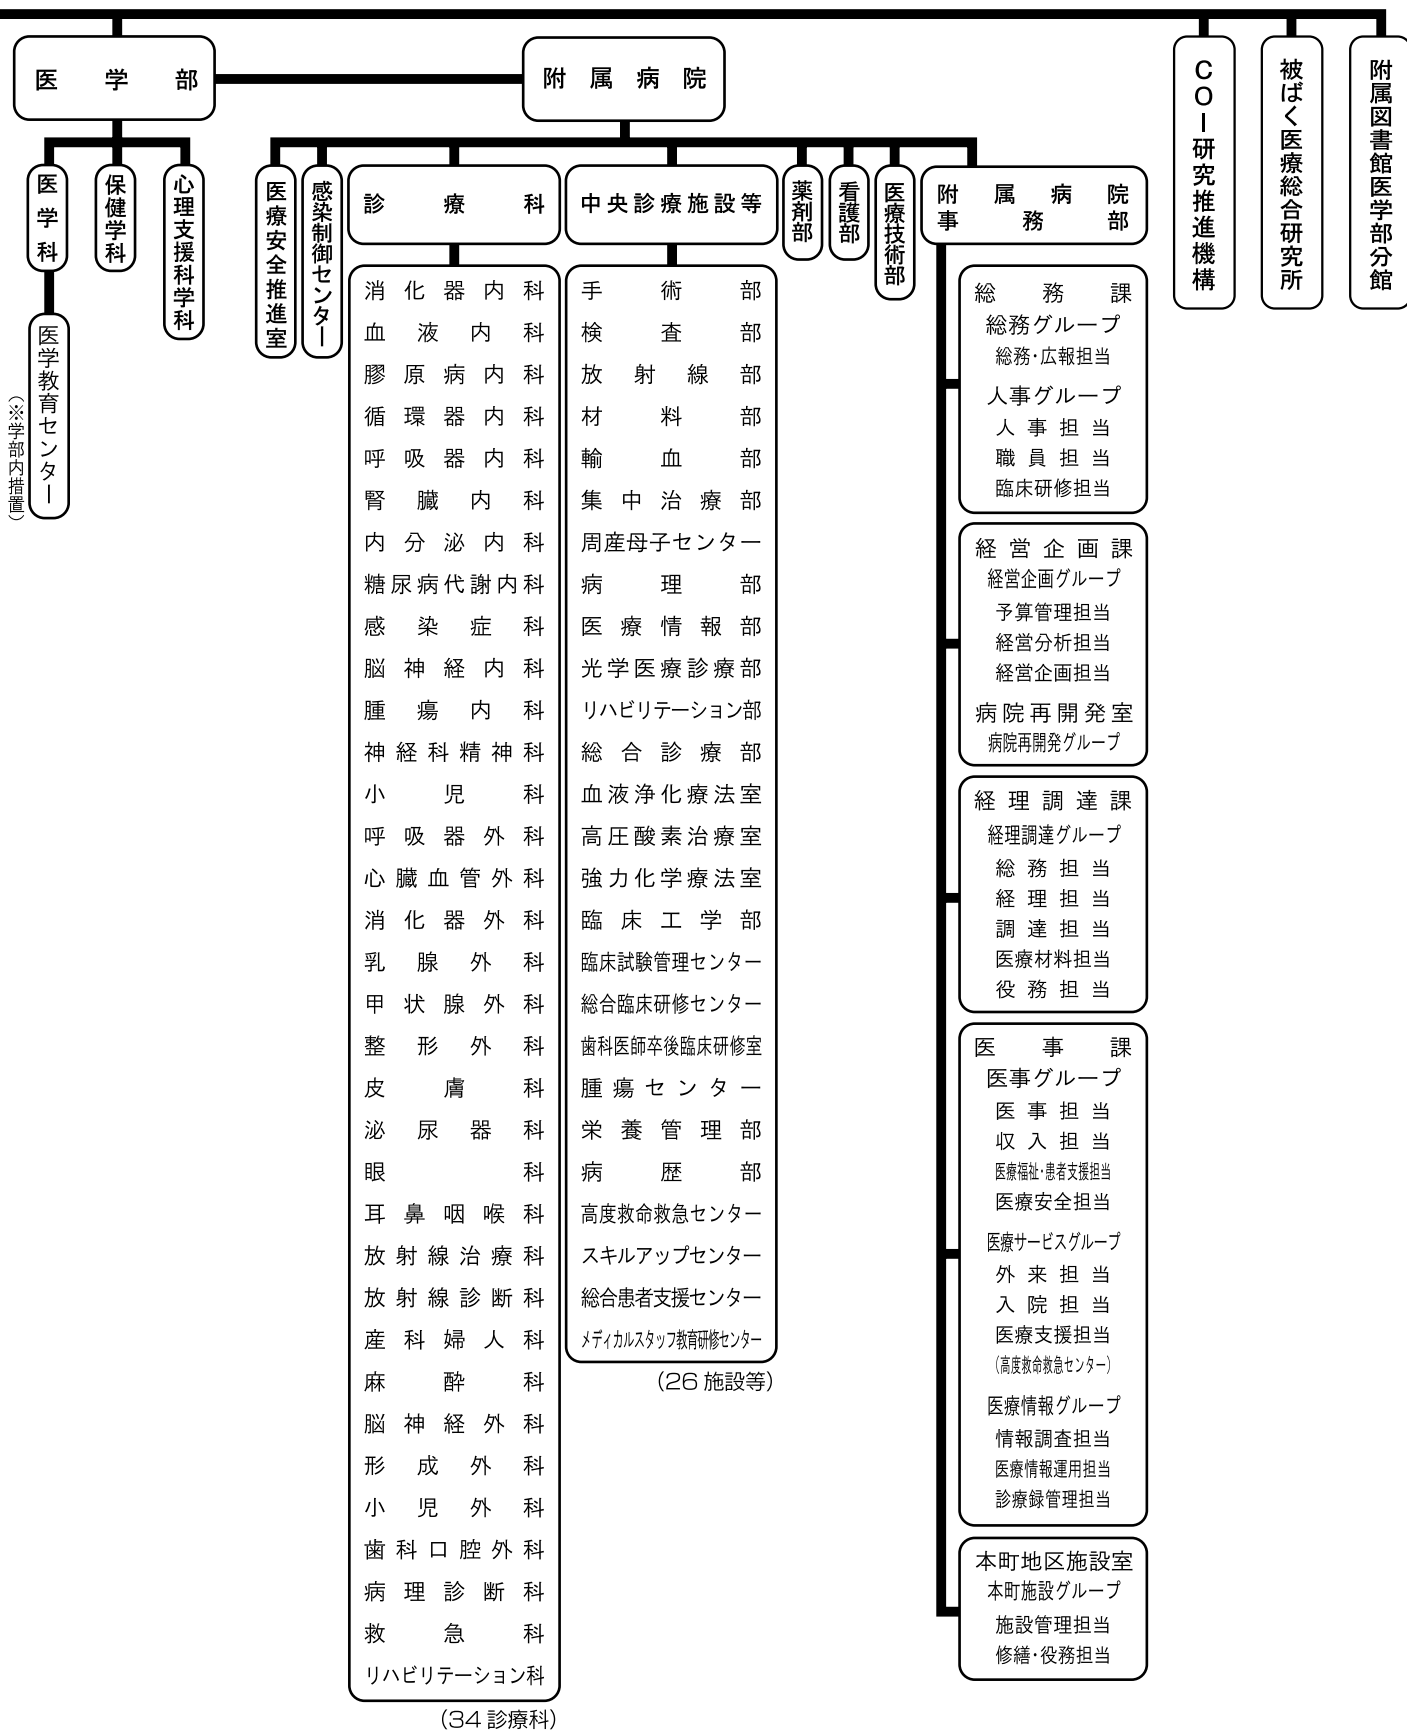 医学部
附属病院
COI研究推進機構
被ばく医療総合研究所
附属図書館医学部分館
医学科
保健学科
心理支援科学科
医学教育センター
(※学部内措置)
医療安全推進室
感染制御センター
診療科
消化器内科
血液内科
膠原病内科
循環器内科
呼吸器内科
腎臓内科
内分泌内科
糖尿病代謝内科
感染症科
脳神経内科
腫瘍内科
神経科精神科
小児科
呼吸器外科
心臓血管外科
消化器外科
乳腺外科
甲状腺外科
整形外科
皮膚科
泌尿器科
眼科
耳鼻咽喉科
放射線治療科
放射線診断科
産科婦人科
麻酔科
脳神経外科
形成外科
小児外科
歯科口腔外科
病理診断科
救急科
リハビリテーション科
(34診療科)
中央診療施設等
手術部
検査部
放射線部
材料部
輸血部
集中治療部
周産母子センター
病理部
医療情報部
光学医療診療部
リハビリテーション部
総合診療部
血液浄化療法室
高圧酸素治療室
強力化学療法室
臨床工学部
臨床試験管理センター
総合臨床研修センター
歯科医師卒後臨床研修室
腫瘍センター
栄養管理部
病歴部
高度救命救急センター
スキルアップセンター
総合患者支援センター
メディカルスタッフ教育研修センター
(26施設等)
薬剤部
看護部
医療技術部
附属病院
事務部
総務課
総務グループ
総務・広報担当
人事グループ
人事担当
職員担当
臨床研修担当
経営企画課
経営企画グループ
予算管理担当
経営分析担当
経営企画担当
病院再開発室
病院再開発グループ
経理調達課
経理調達グループ
総務担当
経理担当
調達担当
医療材料担当
役務担当
医事課
医事グループ
医事担当
収入担当
医療福祉・患者支援担当
医療安全担当
医療サービスグループ
外来担当
入院担当
医療支援担当
(高度救命救急センター)
医療情報グループ
情報調査担当
医療情報運用担当
診療録管理担当
本町地区施設室
本町施設グループ
施設管理担当
修繕・役務担当